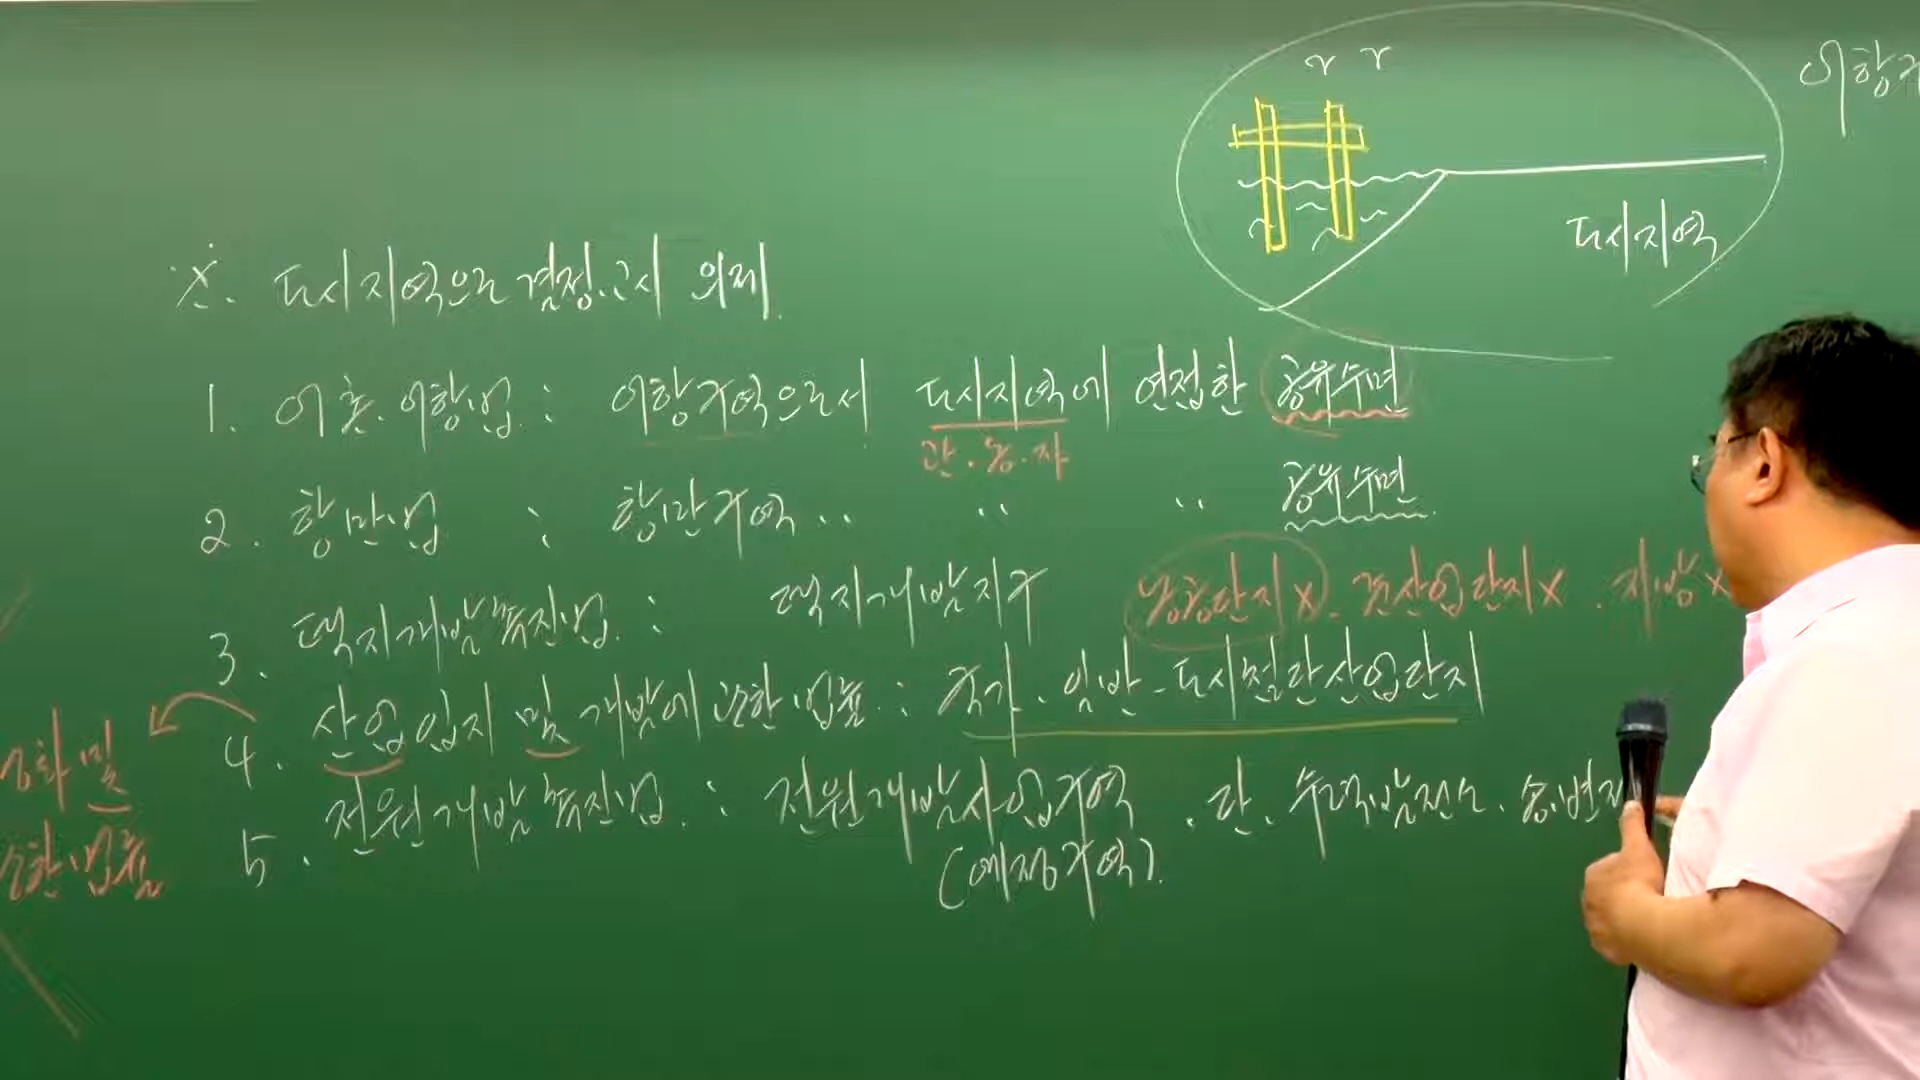 어항구
도시지역
※. 도시지역으로 결정.고시 의제.
1. 어촌.어항법 : 어항구역으로서 도시지역에 연접한 공유수면
관.농.자
2. 항만법 : 항만구역 〃 〃 〃 공유수면
3. 택지개발촉진법 : 택지개발지구
농공단지X. 준산업단지X.
4. 산업입지 및 개발에 관한 법률 : 국가.일반.도시첨단산업단지
5. 전원개발촉진법. : 전원개발사업구역. 단. 수력발전소. 송.변전
(예정구역).
및
한 법률